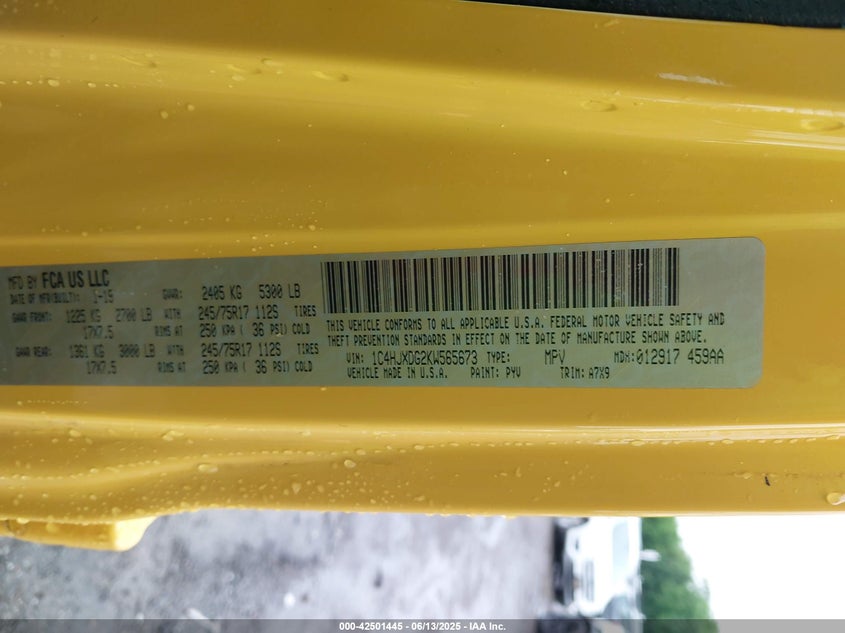 MFD BY FCA US LLC
DATE OF MFR(BUILT): 1-19 GVWR: 2405 KG 5300 LB
GAWR FRONT: 1225 KG 2700 LB WITH 245/75R17 112S TIRES
17X7.5 RIMS AT 250 KPA ( 36 PSI) COLD
GAWR REAR: 1361 KG 3000 LB WITH 245/75R17 112S TIRES
17X7.5 RIMS AT 250 KPA ( 36 PSI) COLD
THIS VEHICLE CONFORMS TO ALL APPLICABLE U.S.A. FEDERAL MOTOR VEHICLE SAFETY AND
THEFT PREVENTION STANDARDS IN EFFECT ON THE DATE OF MANUFACTURE SHOWN ABOVE.
VIN: 1C4HJXDG2KW565673 TYPE: MPV MDH: 012917 459AA
VEHICLE MADE IN U.S.A. PAINT: PYV TRIM: A7X9
000-42501445 - 06/13/2025 - IAA Inc.